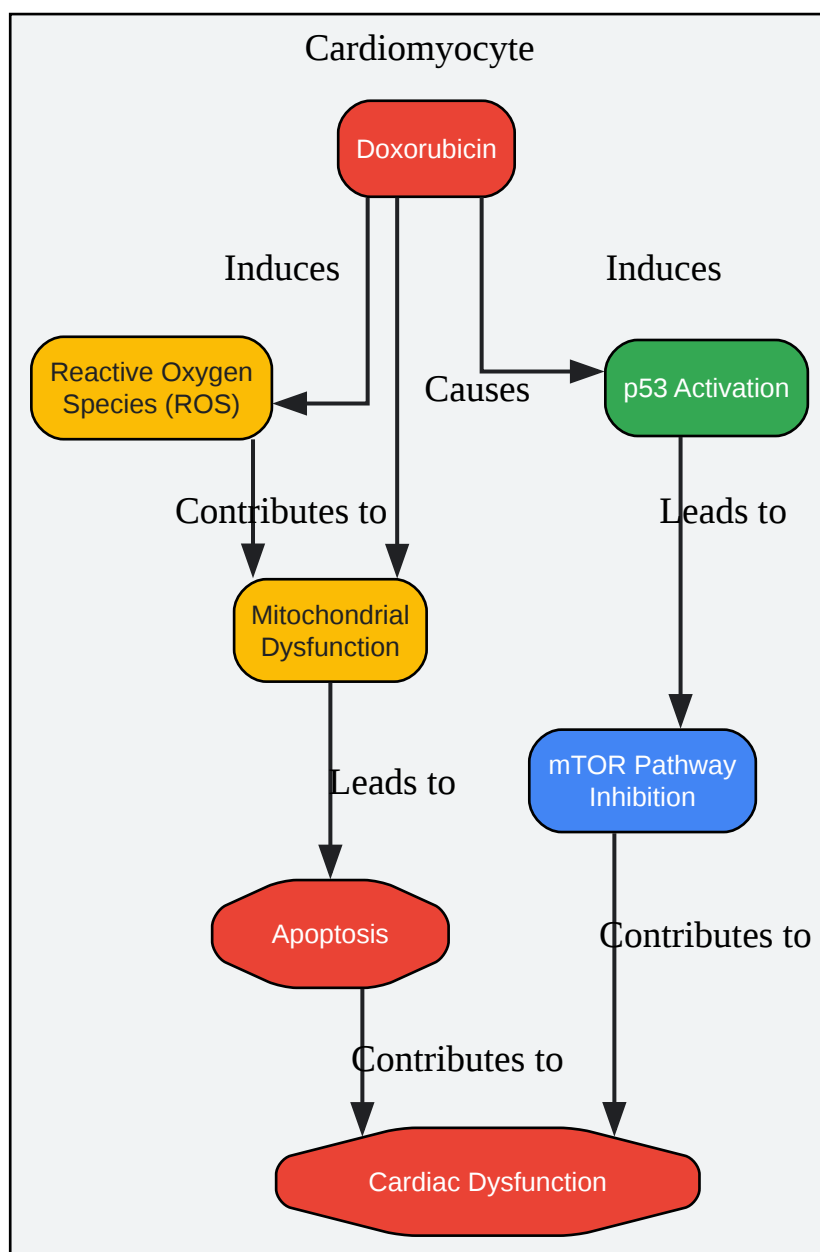 Cardiomyocyte
Doxorubicin
Induces
Induces
Reactive Oxygen
Species (ROS)
Causes
p53 Activation
Contributes to
Leads to
Mitochondrial
Dysfunction
mTOR Pathway
Inhibition
Leads to
Apoptosis
Contributes to
Contributes to
Cardiac Dysfunction